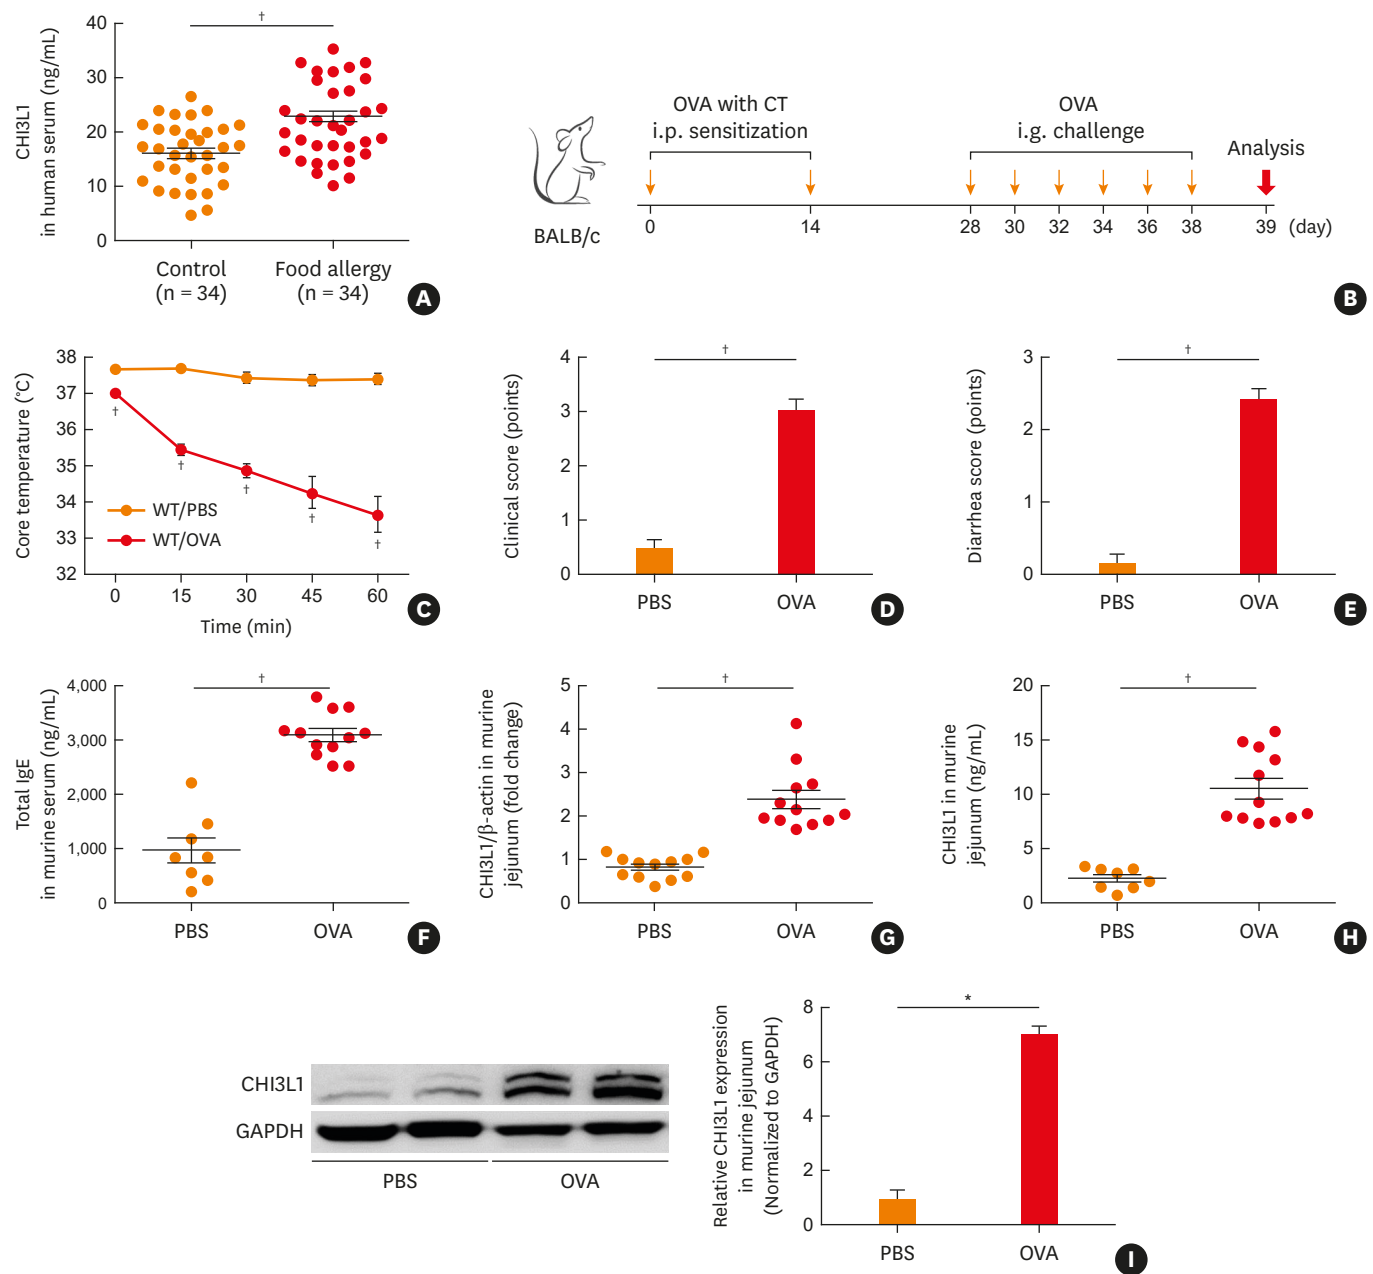 CHI3L1
in human serum (ng/mL)
40
30
20
10
0
†
Control
(n = 34)
Food allergy
(n = 34)
A
OVA with CT
i.p. sensitization
OVA
i.g. challenge
Analysis
BALB/c
0 14 28 30 32 34 36 38 39 (day)
B
Core temperature (°C)
38
37
36
35
34
33
32
†
†
†
†
†
WT/PBS
WT/OVA
0 15 30 45 60
Time (min)
C
Clinical score (points)
4
3
2
1
0
†
PBS OVA
D
Diarrhea score (points)
3
2
1
0
†
PBS OVA
E
Total IgE
in murine serum (ng/mL)
4,000
3,000
2,000
1,000
0
†
PBS OVA
F
CHI3L1/β-actin in murine
jejunum (fold change)
5
4
3
2
1
0
†
PBS OVA
G
CHI3L1 in murine
jejunum (ng/mL)
20
15
10
5
0
†
PBS OVA
H
CHI3L1
GAPDH
PBS OVA
Relative CHI3L1 expression
in murine jejunum
(Normalized to GAPDH)
8
6
4
2
0
*
PBS OVA
I